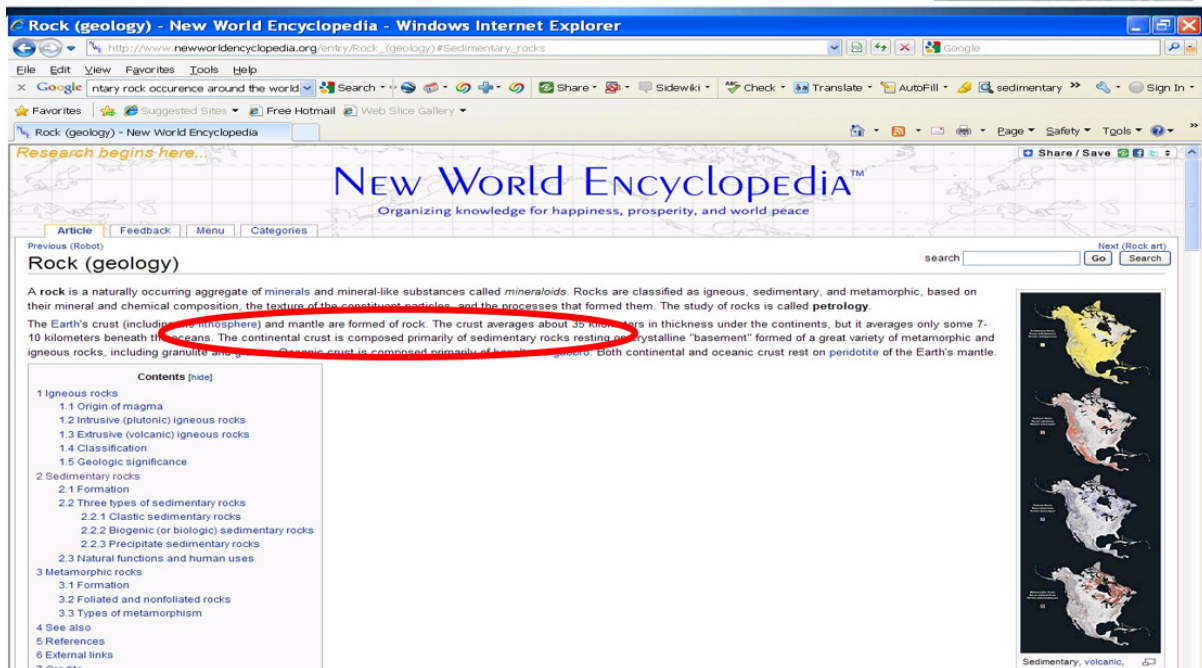 Rock (geology) - New World Encyclopedia - Windows Internet Explorer
http://www.newworldencyclopedia.org/entry/Rock_(geology)#Sedimentary_rocks
Google
File Edit View Favorites Tools Help
x Google ntary rock occurence around the world Search Share Sidewiki Check Translate AutoFill sedimentary » Sign In
Favorites Suggested Sites Free Hotmail Web Slice Gallery
Rock (geology) - New World Encyclopedia Page Safety Tools »
Research begins here...
Share / Save
New World Encyclopedia™
Organizing knowledge for happiness, prosperity, and world peace
Article Feedback Menu Categories
Previous (Robot) Next (Rock art)
Rock (geology) search Go Search
A rock is a naturally occurring aggregate of minerals and mineral-like substances called mineraloids. Rocks are classified as igneous, sedimentary, and metamorphic, based on
their mineral and chemical composition, the texture of the constituent particles, and the processes that formed them. The study of rocks is called petrology.
The Earth's crust (including the lithosphere) and mantle are formed of rock. The crust averages about 35 kilometers in thickness under the continents, but it averages only some 7-
10 kilometers beneath the oceans. The continental crust is composed primarily of sedimentary rocks resting on crystalline "basement" formed of a great variety of metamorphic and
igneous rocks, including granulite and Oceanic crust is composed primarily of Both continental and oceanic crust rest on peridotite of the Earth's mantle.
Contents [hide]
1 Igneous rocks
1.1 Origin of magma
1.2 Intrusive (plutonic) igneous rocks
1.3 Extrusive (volcanic) igneous rocks
1.4 Classification
1.5 Geologic significance
2 Sedimentary rocks
2.1 Formation
2.2 Three types of sedimentary rocks
2.2.1 Clastic sedimentary rocks
2.2.2 Biogenic (or biologic) sedimentary rocks
2.2.3 Precipitate sedimentary rocks
2.3 Natural functions and human uses
3 Metamorphic rocks
3.1 Formation
3.2 Foliated and nonfoliated rocks
3.3 Types of metamorphism
4 See also
5 References
6 External links
Sedimentary, volcanic,